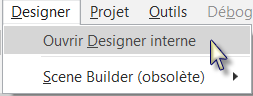 Designer Projet Outils Débog
Ouvrir Designer interne
Scene Builder (obsolète)